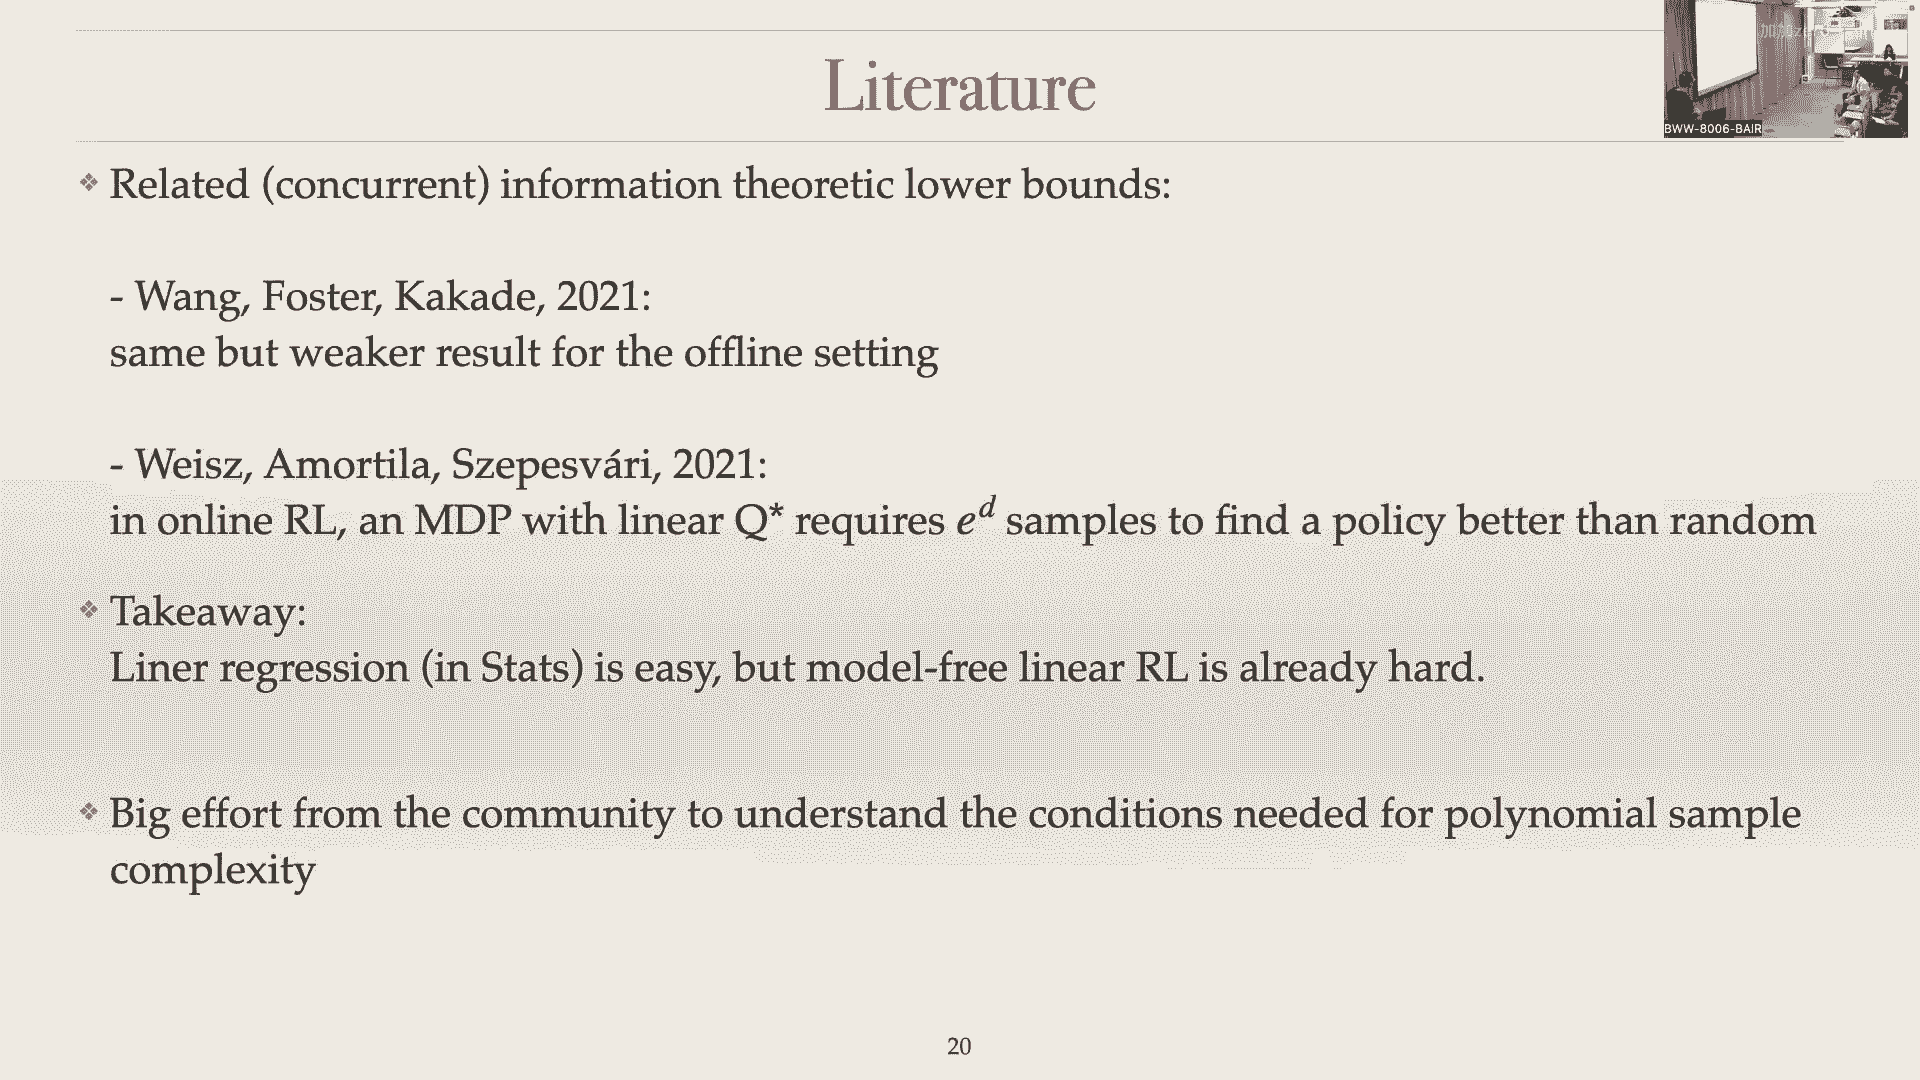 Literature
BWW-8006-BAIR
❖ Related (concurrent) information theoretic lower bounds:
- Wang, Foster, Kakade, 2021:
same but weaker result for the offline setting
- Weisz, Amortila, Szepesvári, 2021:
in online RL, an MDP with linear Q* requires e^d samples to find a policy better than random
❖ Takeaway:
Liner regression (in Stats) is easy, but model-free linear RL is already hard.
❖ Big effort from the community to understand the conditions needed for polynomial sample
complexity
20